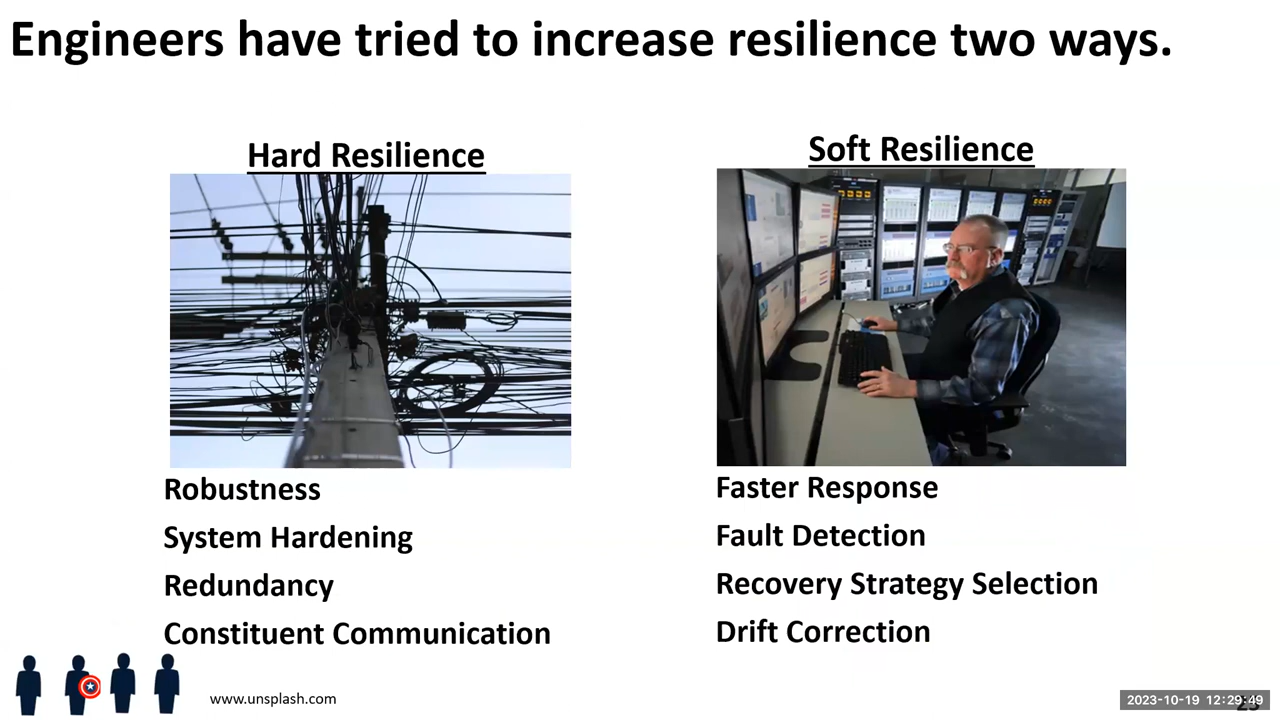 Engineers have tried to increase resilience two ways.
Hard Resilience
Robustness
System Hardening
Redundancy
Constituent Communication
Soft Resilience
Faster Response
Fault Detection
Recovery Strategy Selection
Drift Correction
www.unsplash.com
2023-10-19 12:29:49